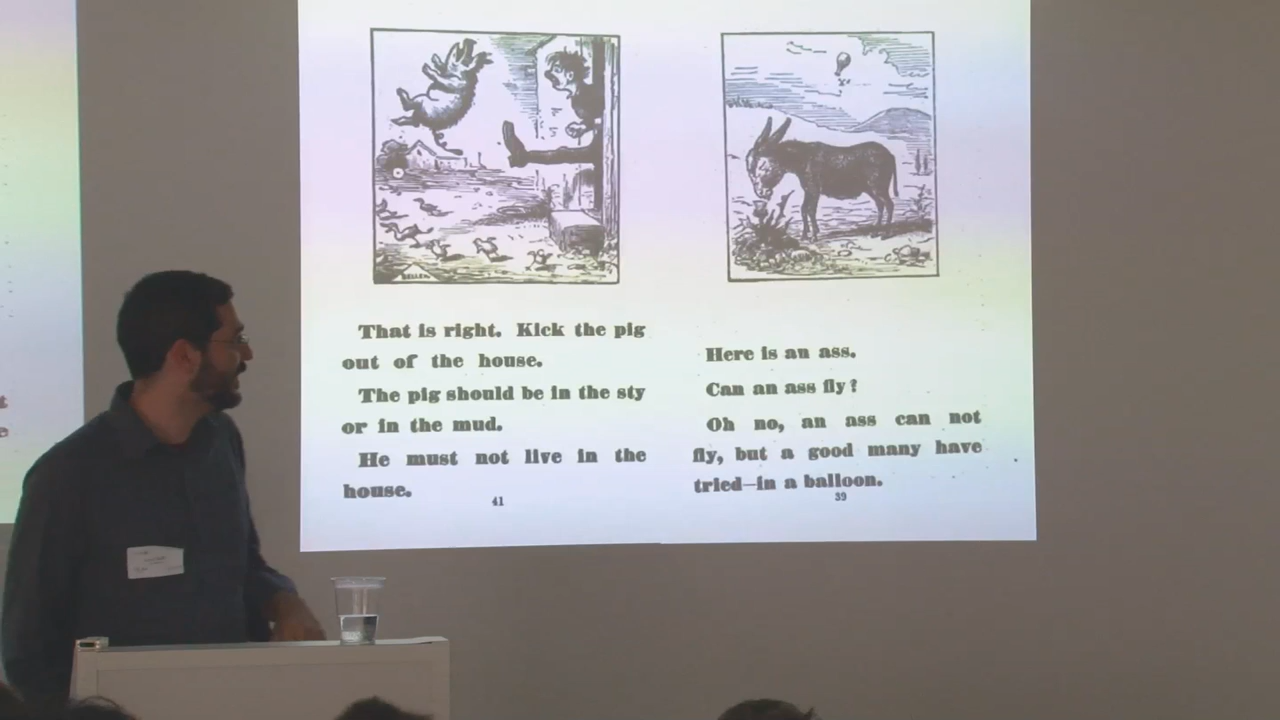 BELLEW
That is right. Kick the pig
out of the house.
The pig should be in the sty
or in the mud.
He must not live in the
house.
41
Here is an ass.
Can an ass fly?
Oh no, an ass can not
fly, but a good many have
tried—in a balloon.
39